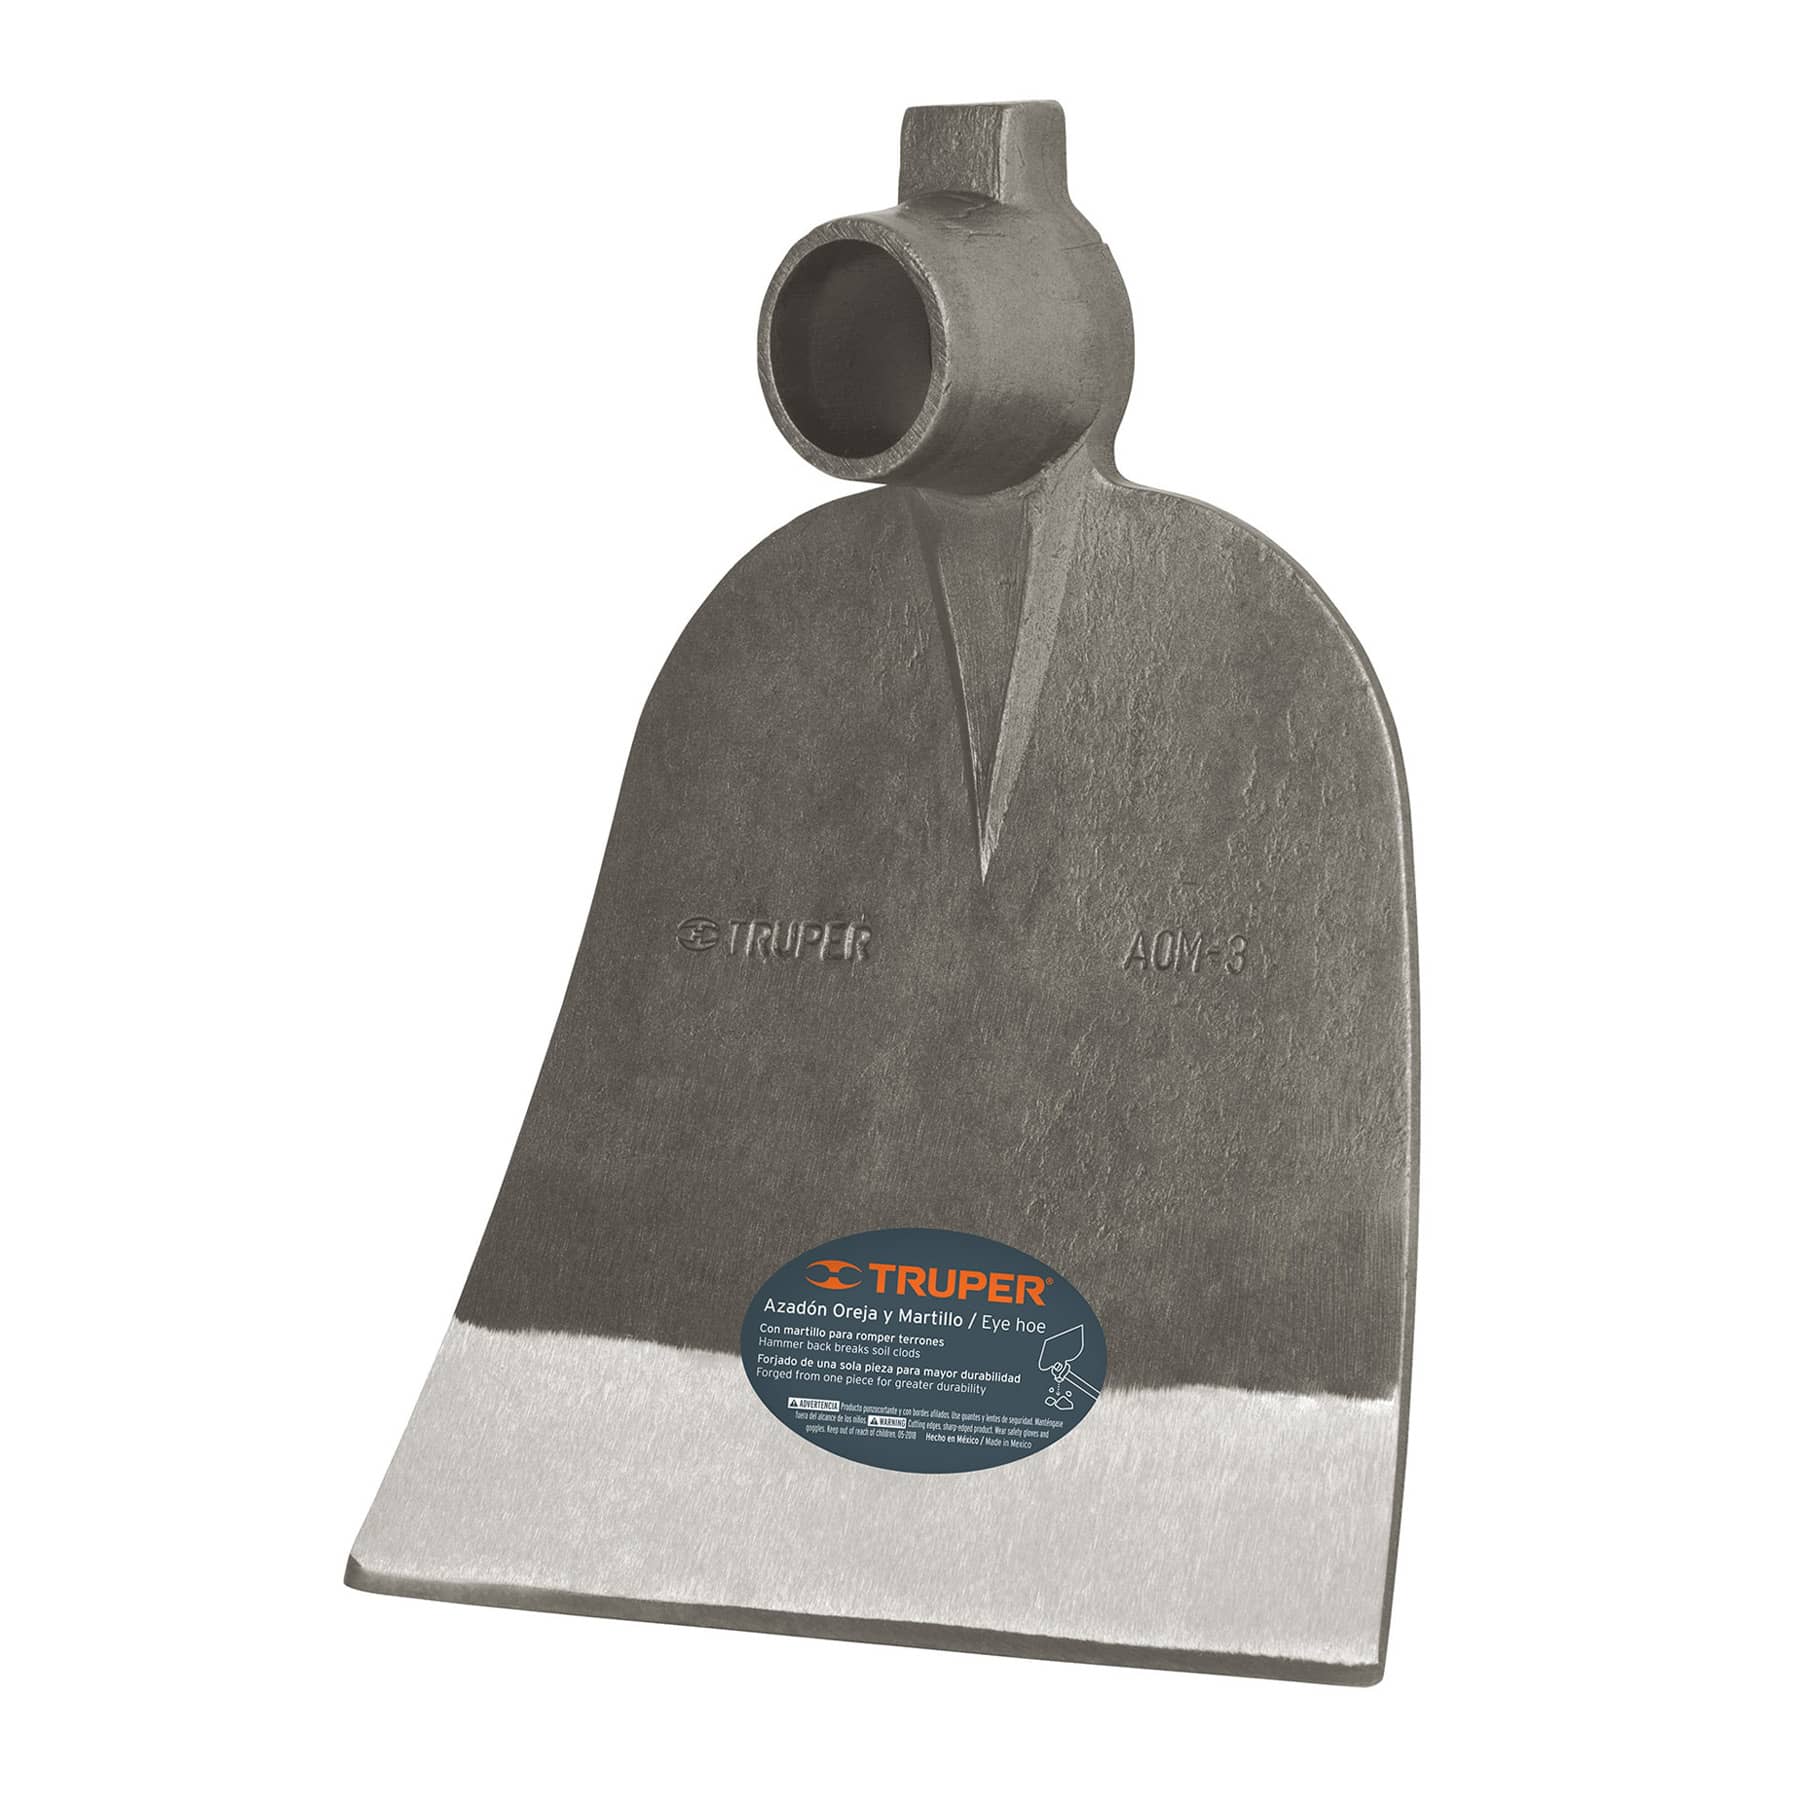 TRUPER
AOM-3
TRUPER®
Azadón Oreja y Martillo / Eye hoe
Con martillo para romper terrones
Hammer back breaks soil clods
Forjado de una sola pieza para mayor durabilidad
Forged from one piece for greater durability
ADVERTENCIA Producto punzocortante y con bordes afilados. Use guantes y lentes de seguridad. Manténgase
fuera del alcance de los niños. WARNING Cutting edges, sharp-edged product. Wear safety gloves and
goggles. Keep out of reach of children. 05-2018 Hecho en México / Made in Mexico